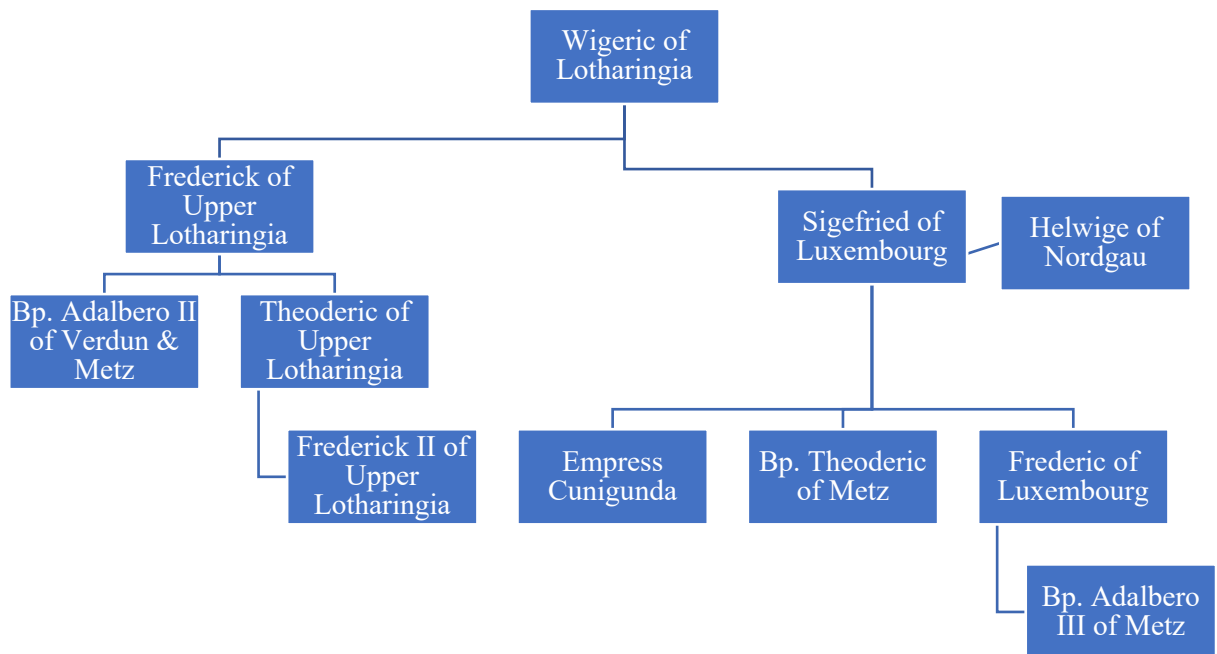 Wigeric of
Lotharingia
Frederick of
Upper
Lotharingia
Sigefried of
Luxembourg
Helwige of
Nordgau
Bp. Adalbero II
of Verdun &
Metz
Theoderic of
Upper
Lotharingia
Frederick II of
Upper
Lotharingia
Empress
Cunigunda
Bp. Theoderic
of Metz
Frederic of
Luxembourg
Bp. Adalbero
III of Metz